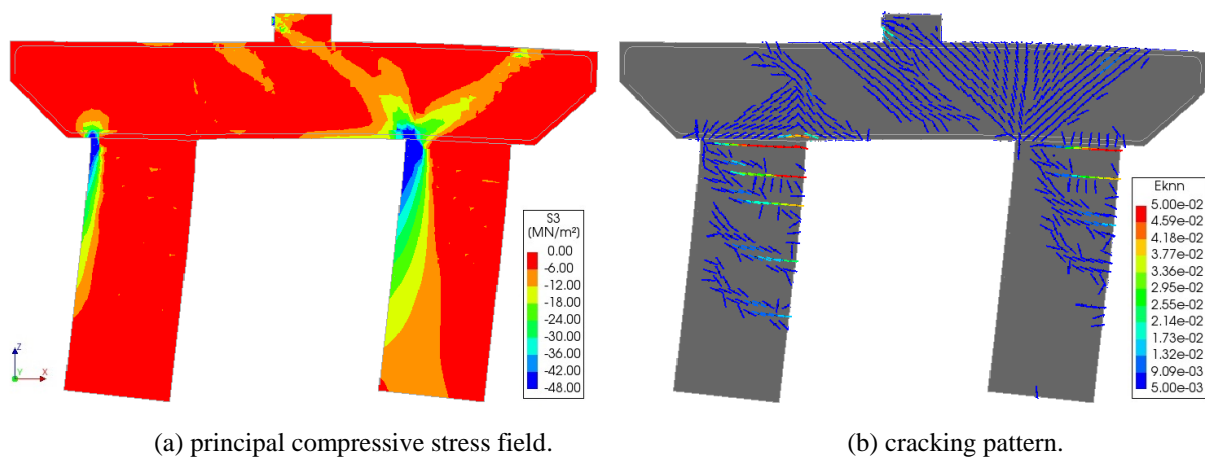 S3
(MN/m²)
0.00
-6.00
-12.00
-18.00
-24.00
-30.00
-36.00
-42.00
-48.00
Z
Y
X
Eknn
5.00e-02
4.59e-02
4.18e-02
3.77e-02
3.36e-02
2.95e-02
2.55e-02
2.14e-02
1.73e-02
1.32e-02
9.09e-03
5.00e-03
(a) principal compressive stress field.
(b) cracking pattern.